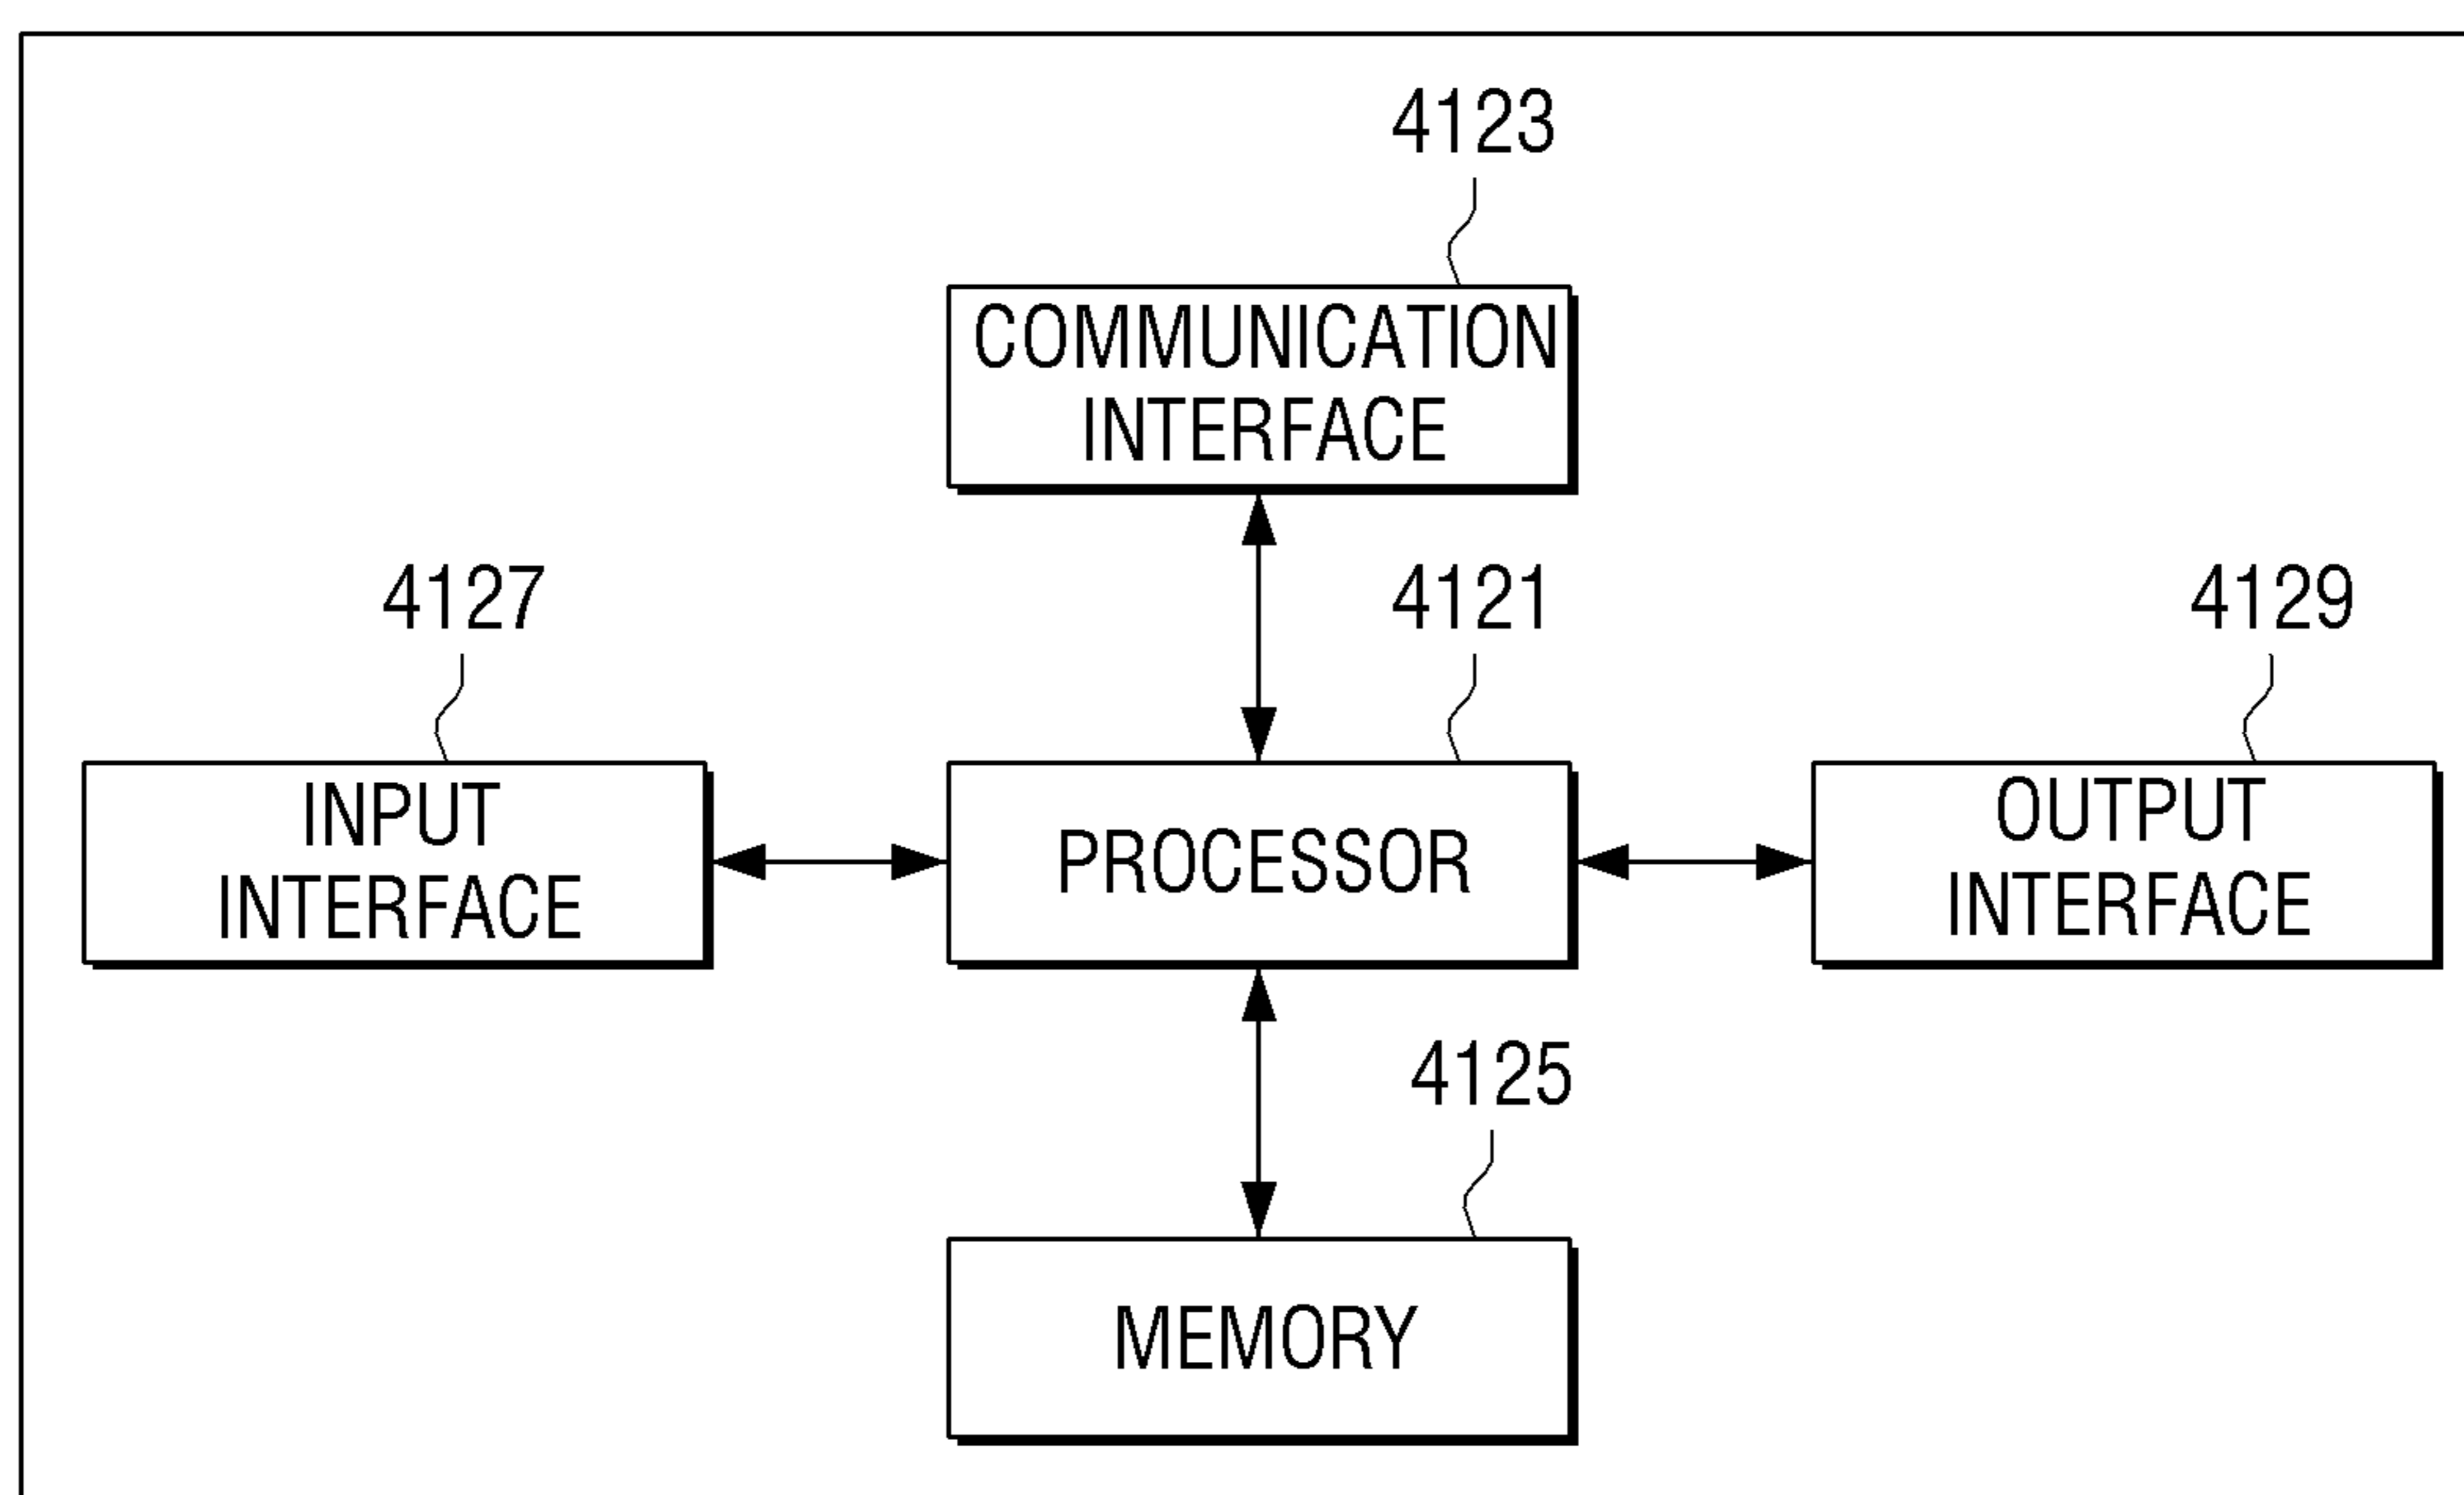 4123
COMMUNICATION
INTERFACE
4127
4121
4129
INPUT
INTERFACE
PROCESSOR
OUTPUT
INTERFACE
4125
MEMORY